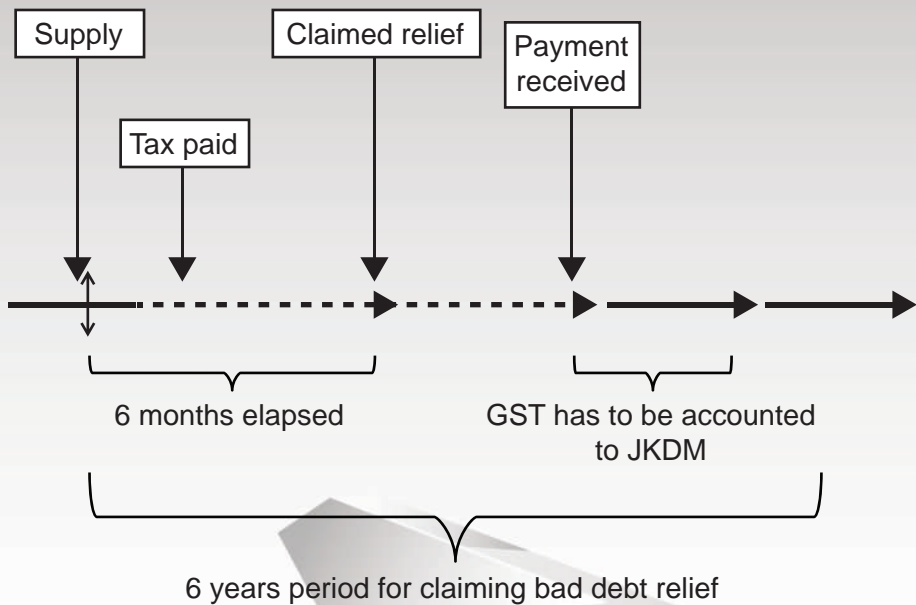 Supply
Claimed relief
Payment
received
Tax paid
6 months elapsed
GST has to be accounted
to JKDM
6 years period for claiming bad debt relief